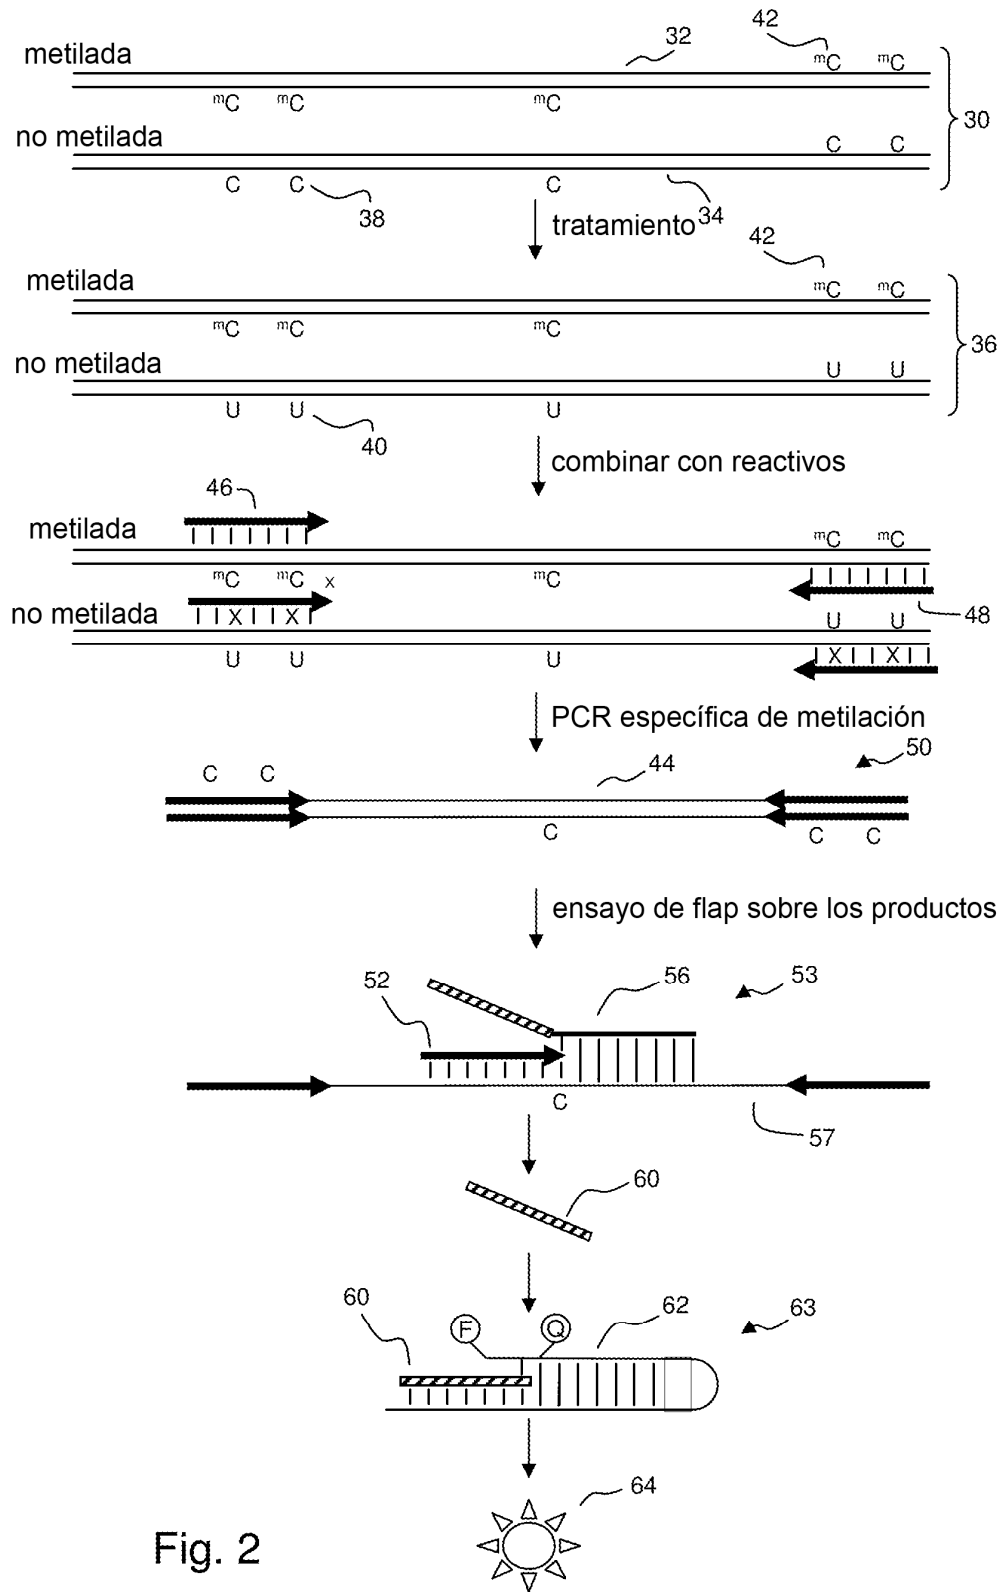 42
metilada
32
ᵐC ᵐC
ᵐC ᵐC ᵐC
30
no metilada
C C
C C C
38
34
tratamiento
42
metilada
ᵐC ᵐC
ᵐC ᵐC ᵐC
36
no metilada
U U
U U U
40
combinar con reactivos
46
metilada
ᵐC ᵐC
ᵐC ᵐC x ᵐC
no metilada
X X
U U
48
U U U
X X
PCR específica de metilación
50
44
C C
C
C C
ensayo de flap sobre los productos
52
56
53
C
57
60
60
F Q
62
63
64
Fig. 2